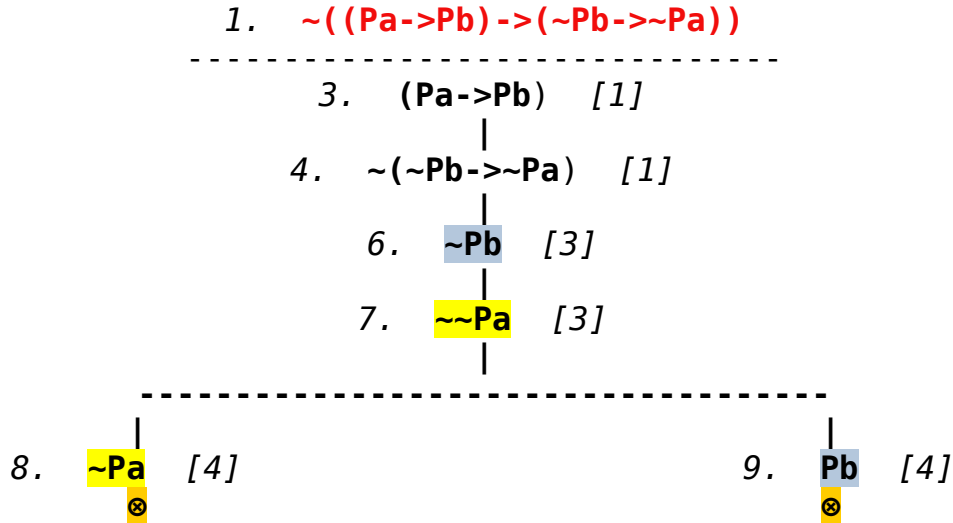 1. ~((Pa->Pb)->(~Pb->~Pa))
3. (Pa->Pb) [1]
4. ~(~Pb->~Pa) [1]
6. ~Pb [3]
7. ~~Pa [3]
8. ~Pa [4] 9. Pb [4]
⊗ ⊗